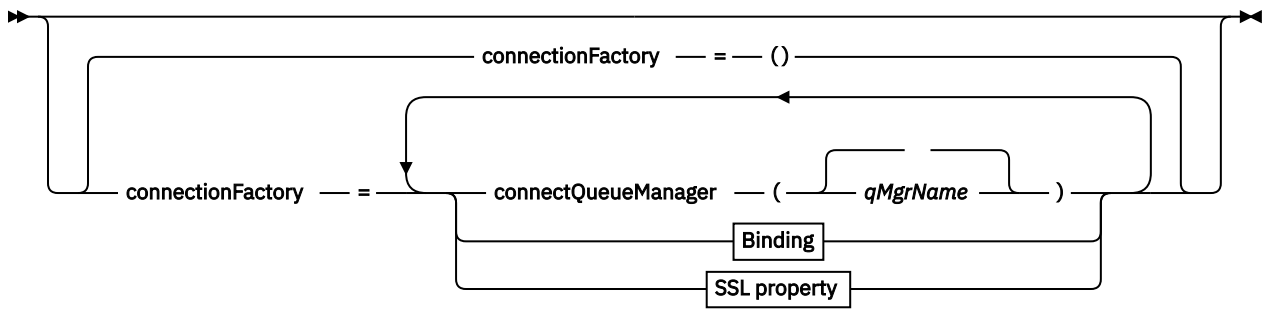 connectionFactory = ()
connectionFactory = connectQueueManager ( qMgrName )
Binding
SSL property